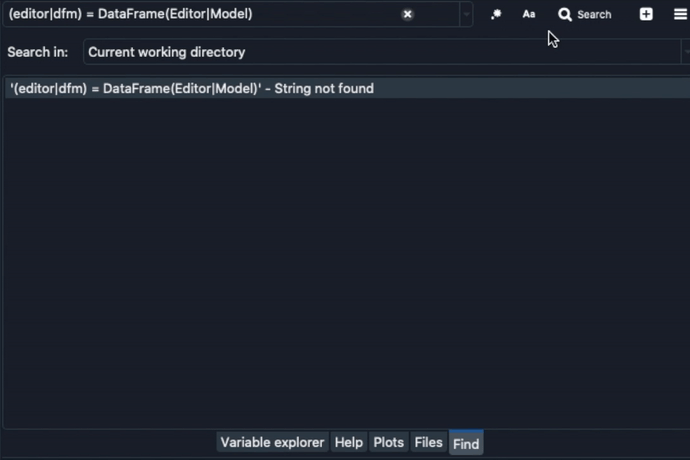 (editor|dfm) = DataFrame(Editor|Model)
Aa
Search
Search in:
Current working directory
'(editor|dfm) = DataFrame(Editor|Model)' - String not found
Variable explorer
Help
Plots
Files
Find